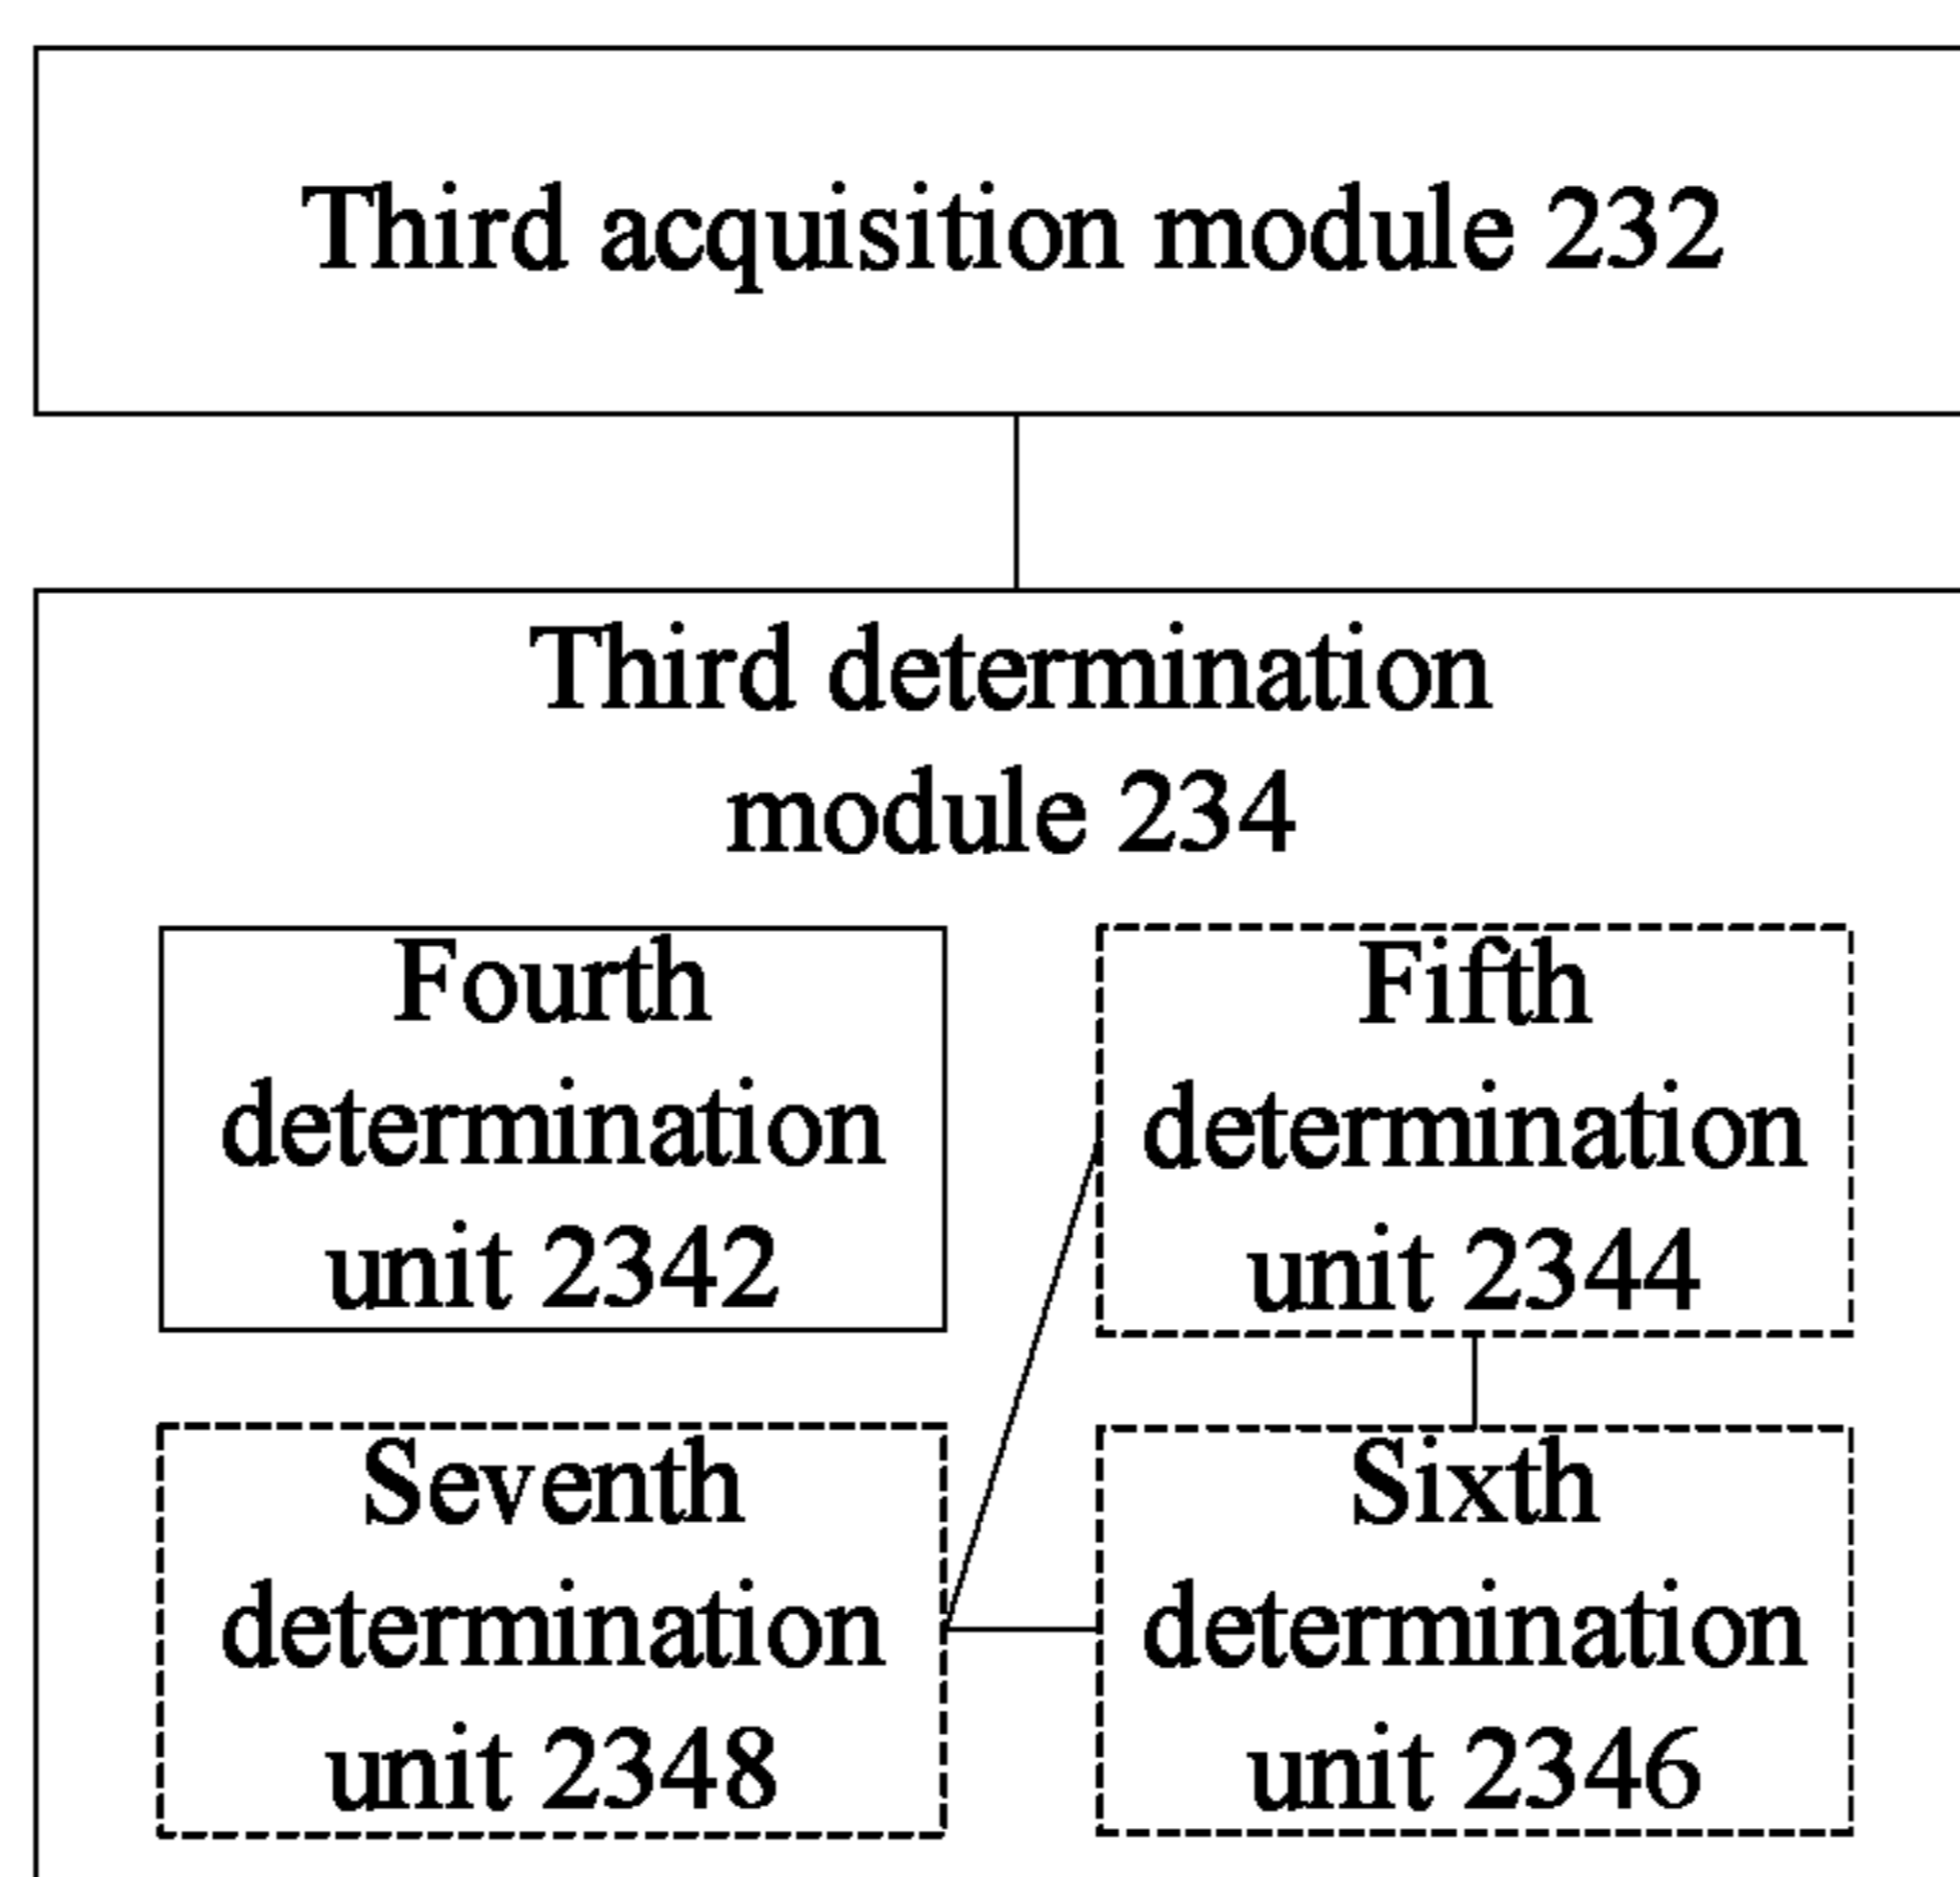 Third acquisition module 232
Third determination
module 234
Fourth
determination
unit 2342
Fifth
determination
unit 2344
Seventh
determination
unit 2348
Sixth
determination
unit 2346